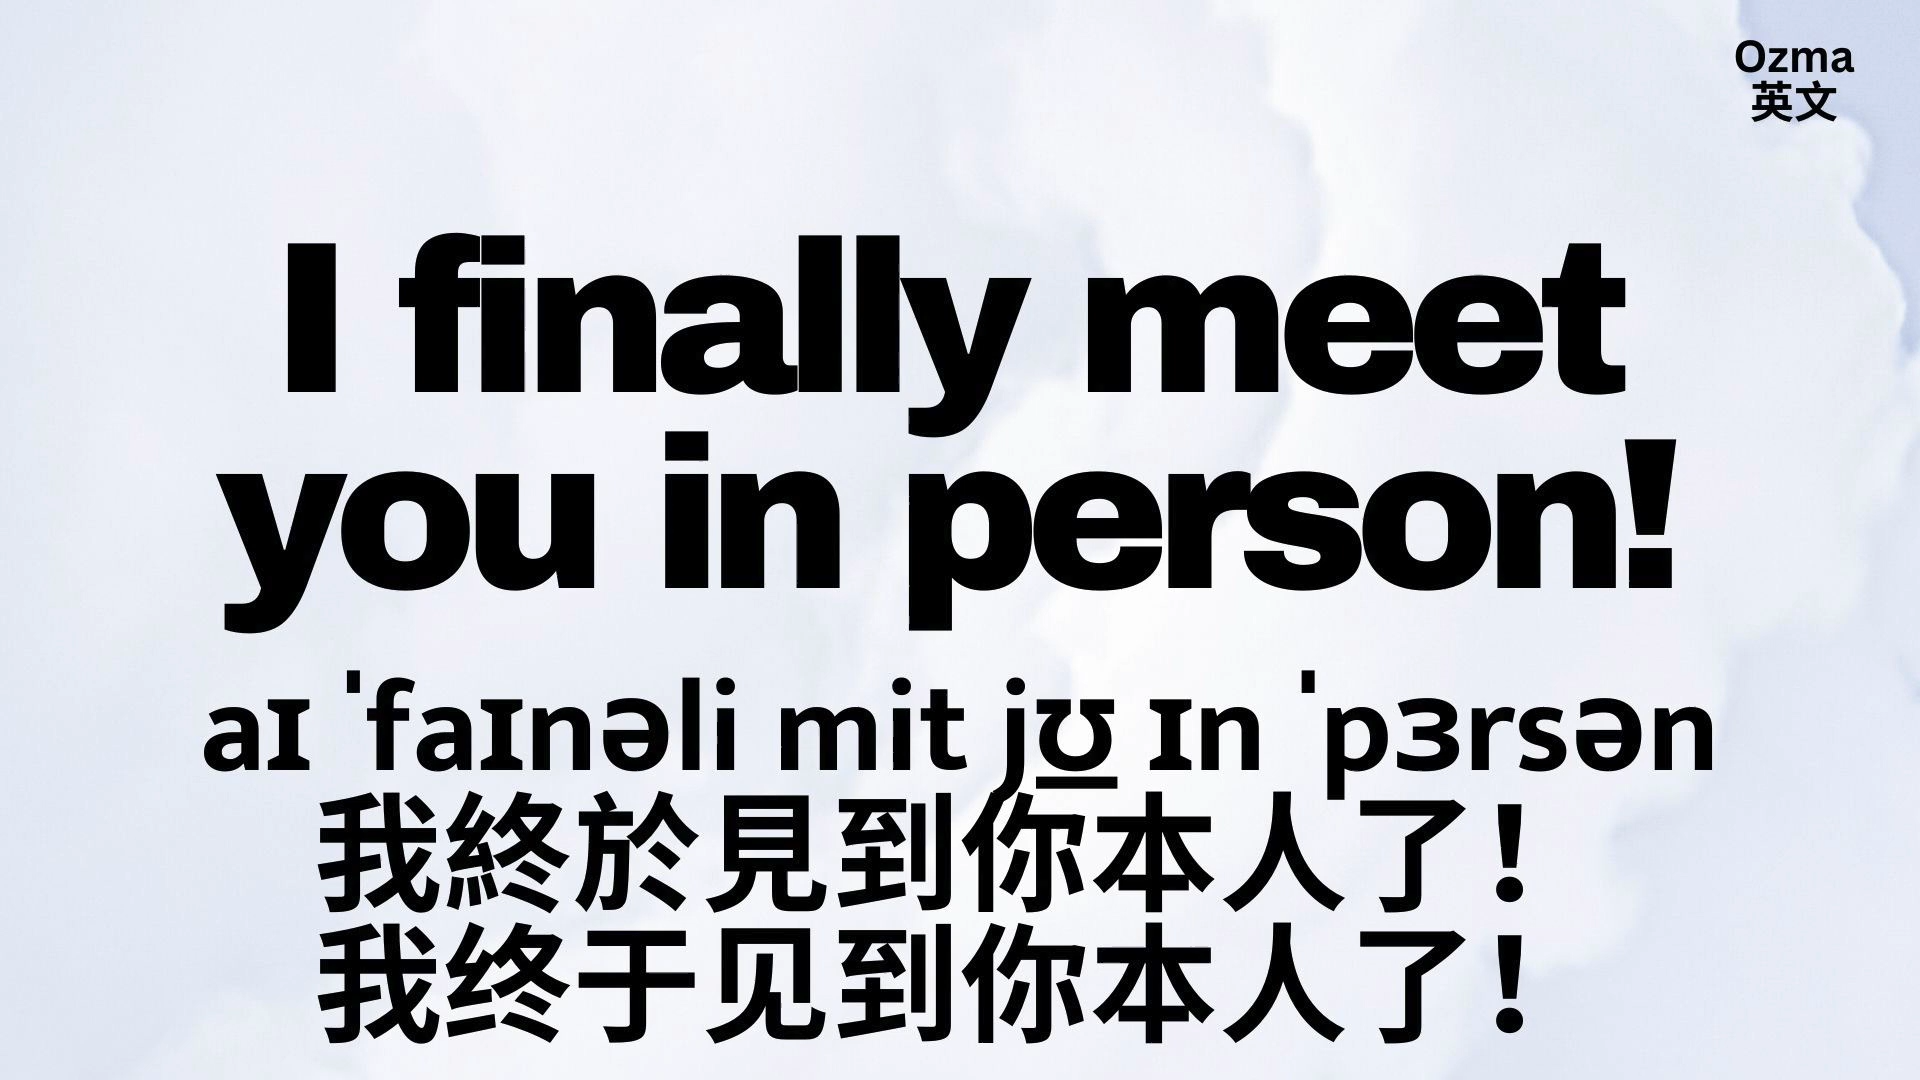 Ozma
英文
I finally meet
you in person!
aɪ ˈfaɪnəli mit jʊ̲ ɪn ˈpɜrsən
我終於見到你本人了！
我终于见到你本人了！